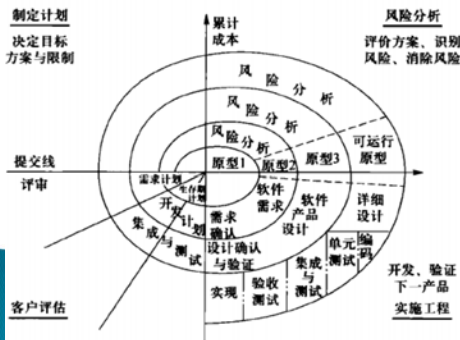 制定计划
决定目标
方案与限制
累计
成本
风险分析
评价方案、识别
风险、消除风险
风险分析
风险分析
风险分析
原型1
原型2
原型3
可运行
原型
提交线
评审
需求计划
生存期
计划
开发计划
集成与测试
软件
需求
需求
确认
软件
产品
设计
详细
设计
设计确认
与验证
单元
测试
编码
集成与测试
验收
测试
实现
客户评估
开发、验证
下一产品
实施工程